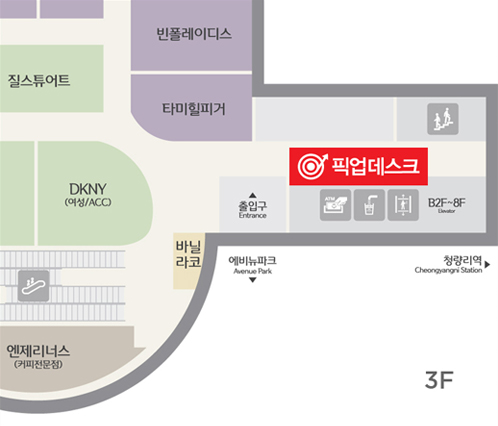 빈폴레이디스
질스튜어트
타미힐피거
픽업데스크
DKNY
(여성/ACC)
출입구
Entrance
ATM
B2F~8F
Elevator
바닐
라코
에비뉴파크
Avenue Park
청량리역
Cheongyangni Station
엔제리너스
(커피전문점)
3F